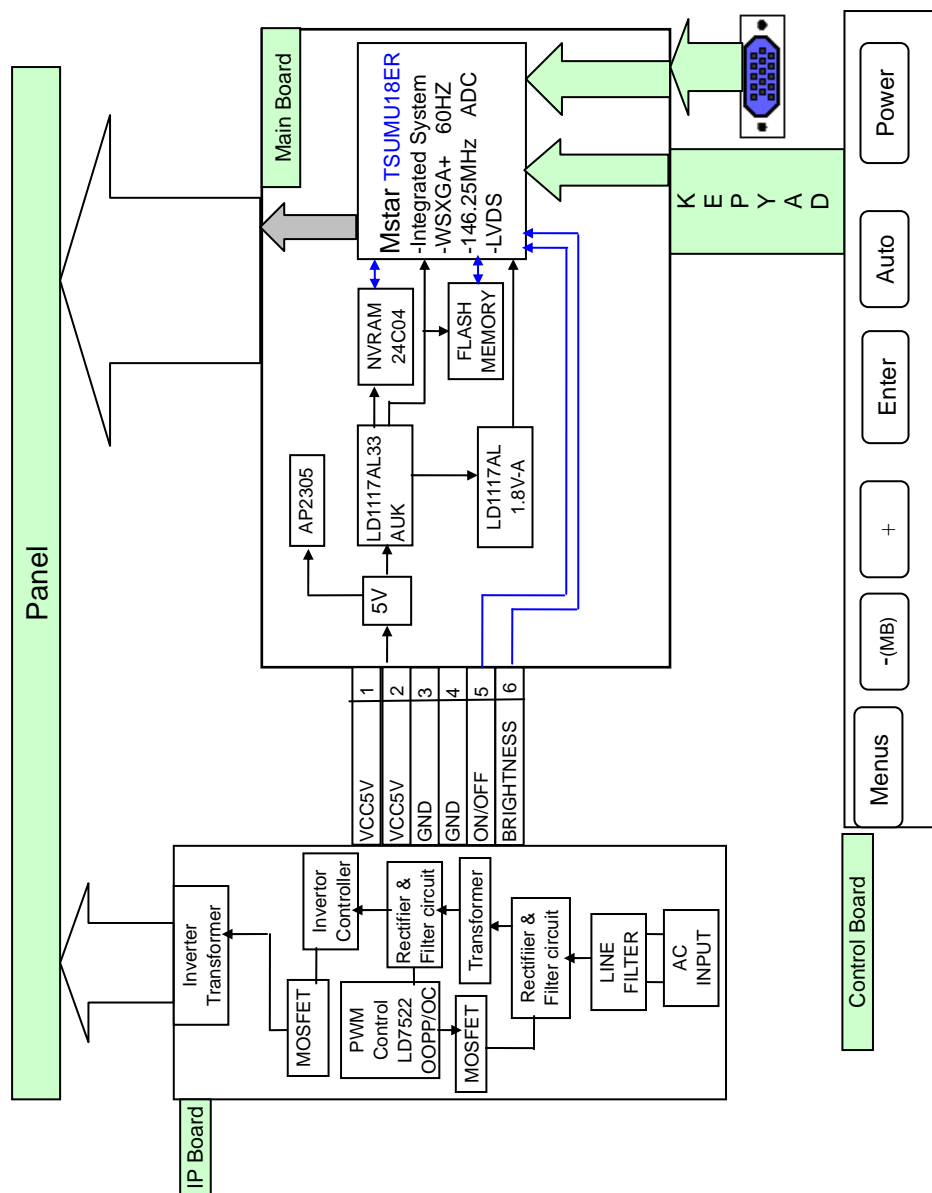 Panel
IP Board
Inverter
Transformer
MOSFET
Invertor
Controller
PWM
Control
LD7522
OOPP/OC
Rectifier &
Filter circuit
MOSFET
Transformer
Rectifiier &
Filter circuit
LINE
FILTER
AC
INPUT
VCC5V 1
VCC5V 2
GND 3
GND 4
ON/OFF 5
BRIGHTNESS 6
Main Board
5V
AP2305
LD1117AL33
AUK
LD1117AL
1.8V-A
NVRAM
24C04
FLASH
MEMORY
Mstar TSUMU18ER
-Integrated System
-WSXGA+ 60HZ
-146.25MHz ADC
-LVDS
K
E
P
Y
A
D
Control Board
Menus
-(MB)
+
Enter
Auto
Power